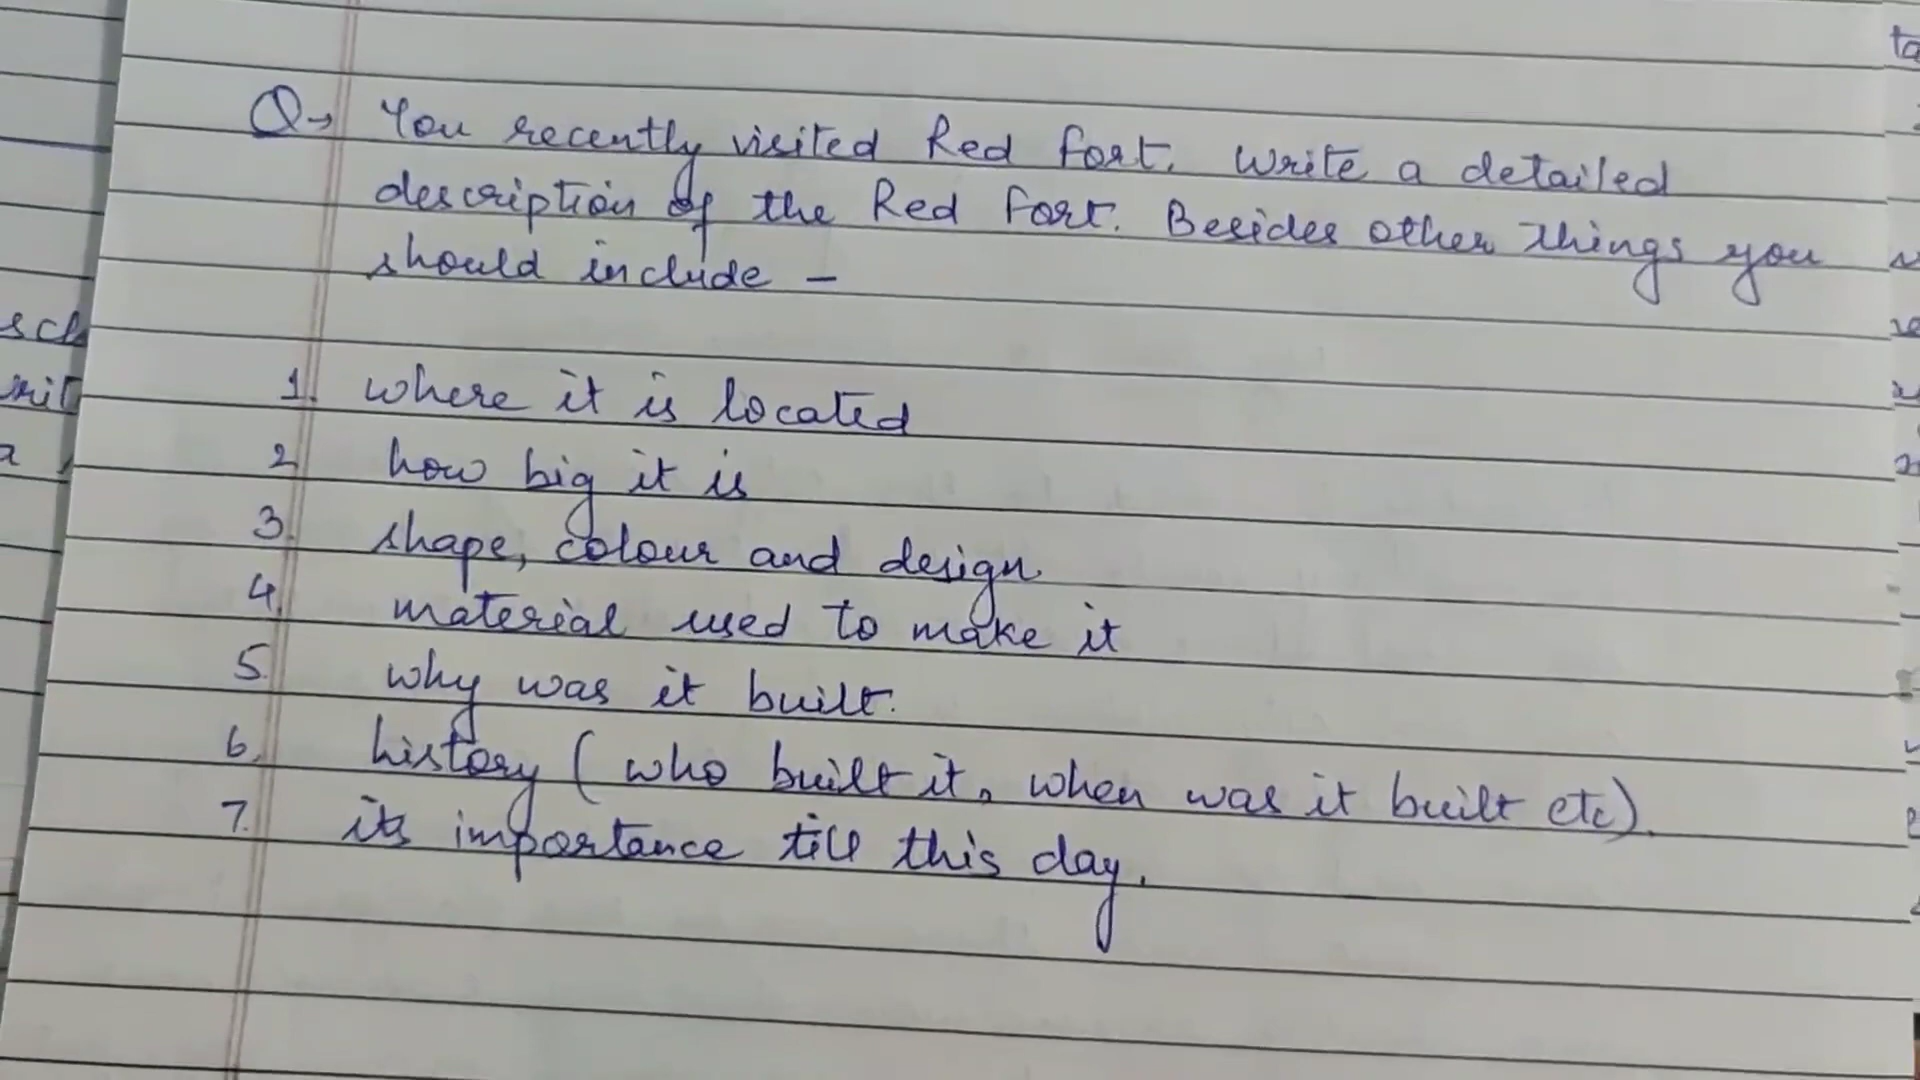 Q→ You recently visited Red Fort. Write a detailed
description of the Red Fort. Besides other things you
should include -
1. where it is located
2. how big it is
3. shape, colour and design
4. material used to make it
5. why was it built.
6. history (who built it, when was it built etc).
7. its importance till this day.